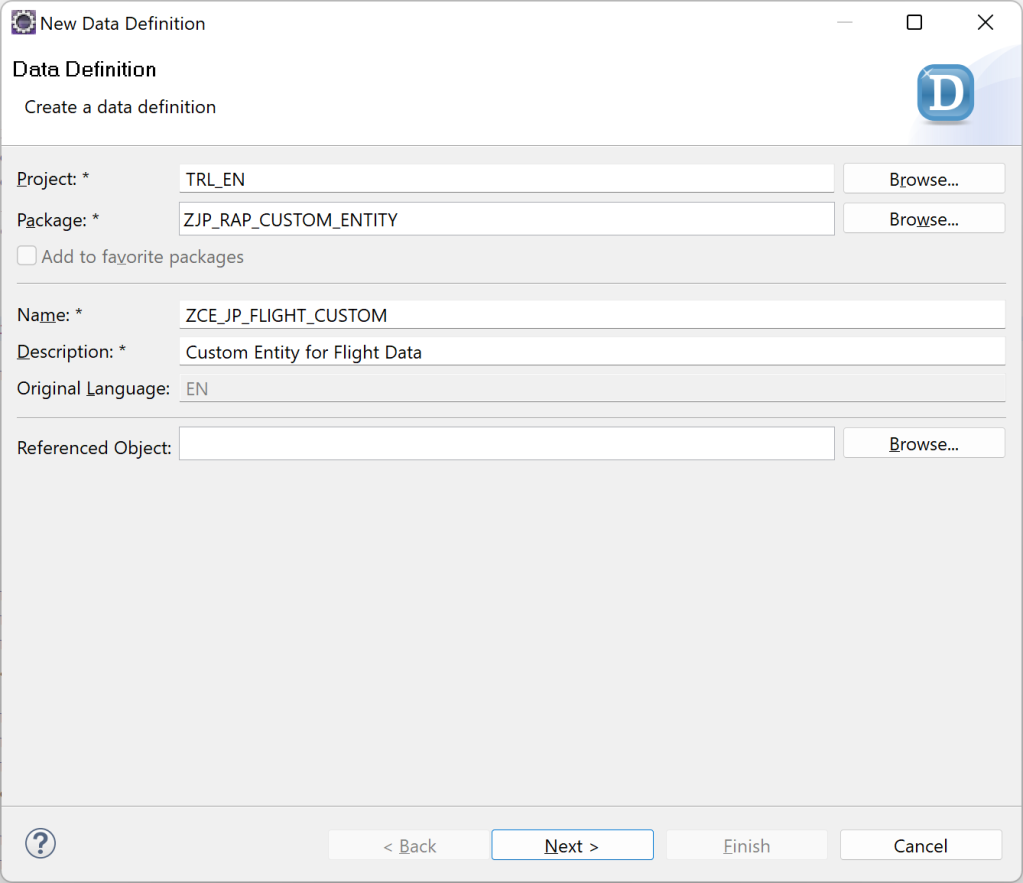 New Data Definition
Data Definition
Create a data definition
D
Project: * TRL_EN Browse...
Package: * ZJP_RAP_CUSTOM_ENTITY Browse...
Add to favorite packages
Name: * ZCE_JP_FLIGHT_CUSTOM
Description: * Custom Entity for Flight Data
Original Language: EN
Referenced Object: Browse...
? < Back Next > Finish Cancel